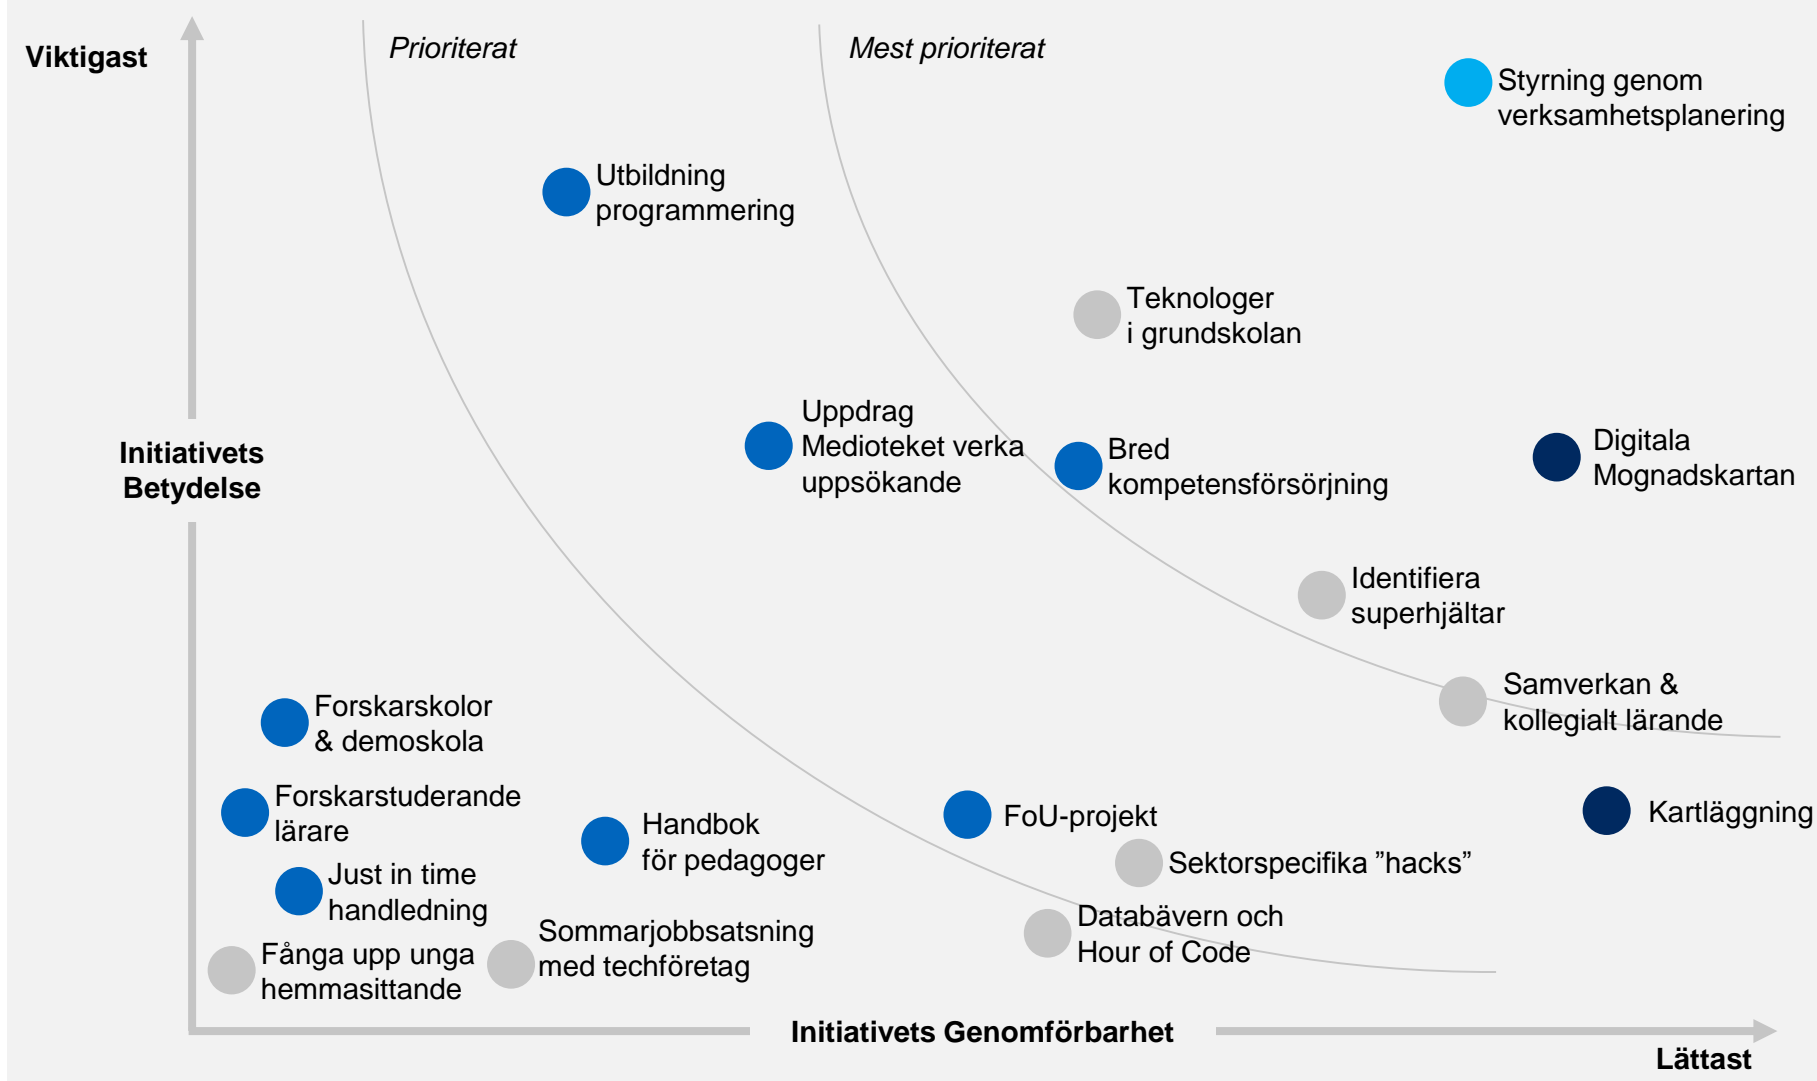 Viktigast
Prioriterat
Mest prioriterat
Styrning genom
verksamhetsplanering
Utbildning
programmering
Teknologer
i grundskolan
Uppdrag
Medioteket verka
uppsökande
Bred
kompetensförsörjning
Digitala
Mognadskartan
Initiativets
Betydelse
Identifiera
superhjältar
Samverkan &
kollegialt lärande
Forskarskolor
& demoskola
Forskarstuderande
lärare
Handbok
för pedagoger
FoU-projekt
Kartläggning
Sektorspecifika ”hacks”
Just in time
handledning
Databävern och
Hour of Code
Sommarjobbsatsning
med techföretag
Fånga upp unga
hemmasittande
Initiativets Genomförbarhet
Lättast